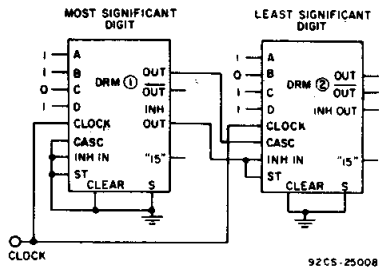 MOST SIGNIFICANT
DIGIT
LEAST SIGNIFICANT
DIGIT
1 A
1 B
0 C
1 D
CLOCK
CASC
INH IN
ST
CLEAR
S
DRM ①
OUT
OUT
INH
OUT
"15"
1 A
0 B
1 C
1 D
CLOCK
CASC
INH IN
ST
CLEAR
S
DRM ②
OUT
OUT
INH OUT
"15"
CLOCK
92CS-25008